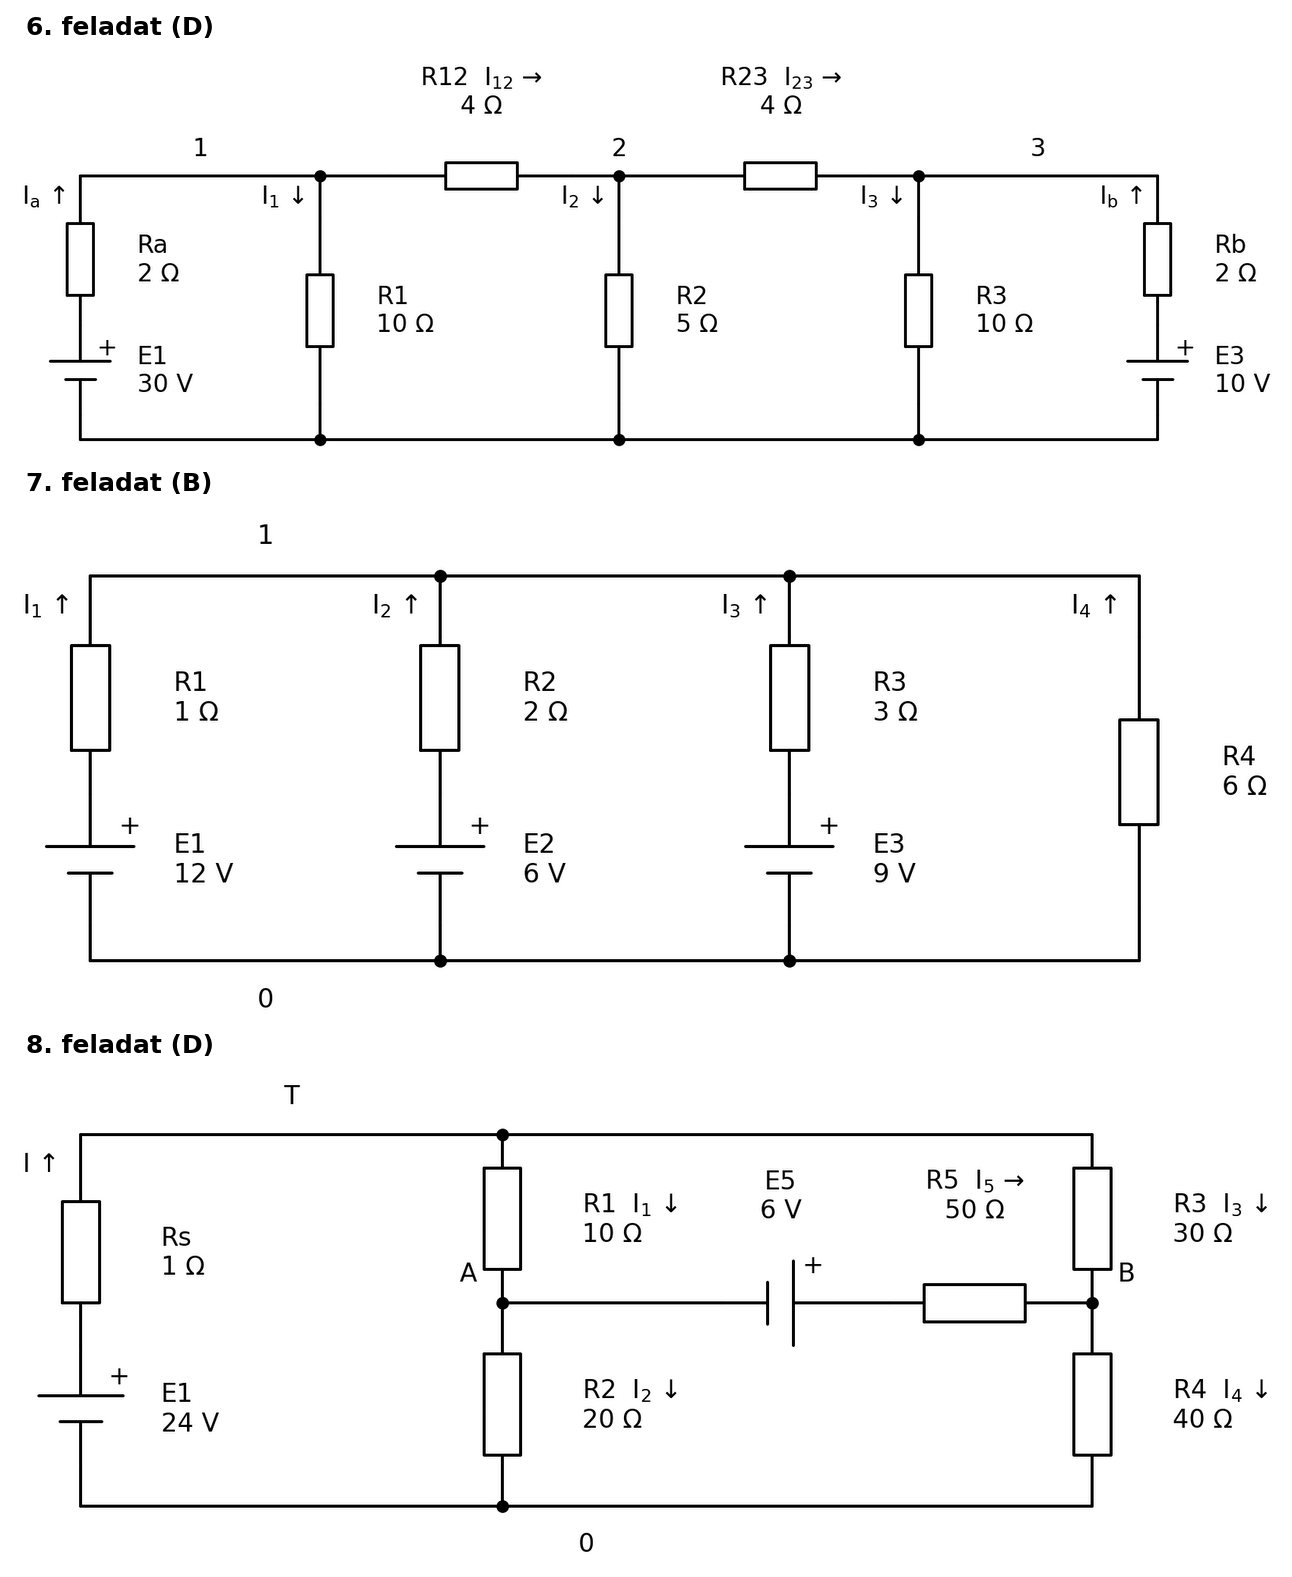 6. feladat (D)
R12 I₁₂ →
4 Ω
R23 I₂₃ →
4 Ω
1
2
3
Iₐ ↑
I₁ ↓
I₂ ↓
I₃ ↓
I_b ↑
Ra
2 Ω
R1
10 Ω
R2
5 Ω
R3
10 Ω
Rb
2 Ω
+
E1
30 V
+
E3
10 V
7. feladat (B)
1
I₁ ↑
I₂ ↑
I₃ ↑
I₄ ↑
R1
1 Ω
R2
2 Ω
R3
3 Ω
R4
6 Ω
+
E1
12 V
+
E2
6 V
+
E3
9 V
0
8. feladat (D)
T
I ↑
Rs
1 Ω
R1 I₁ ↓
10 Ω
E5
6 V
R5 I₅ →
50 Ω
R3 I₃ ↓
30 Ω
A
+
B
+
E1
24 V
R2 I₂ ↓
20 Ω
R4 I₄ ↓
40 Ω
0